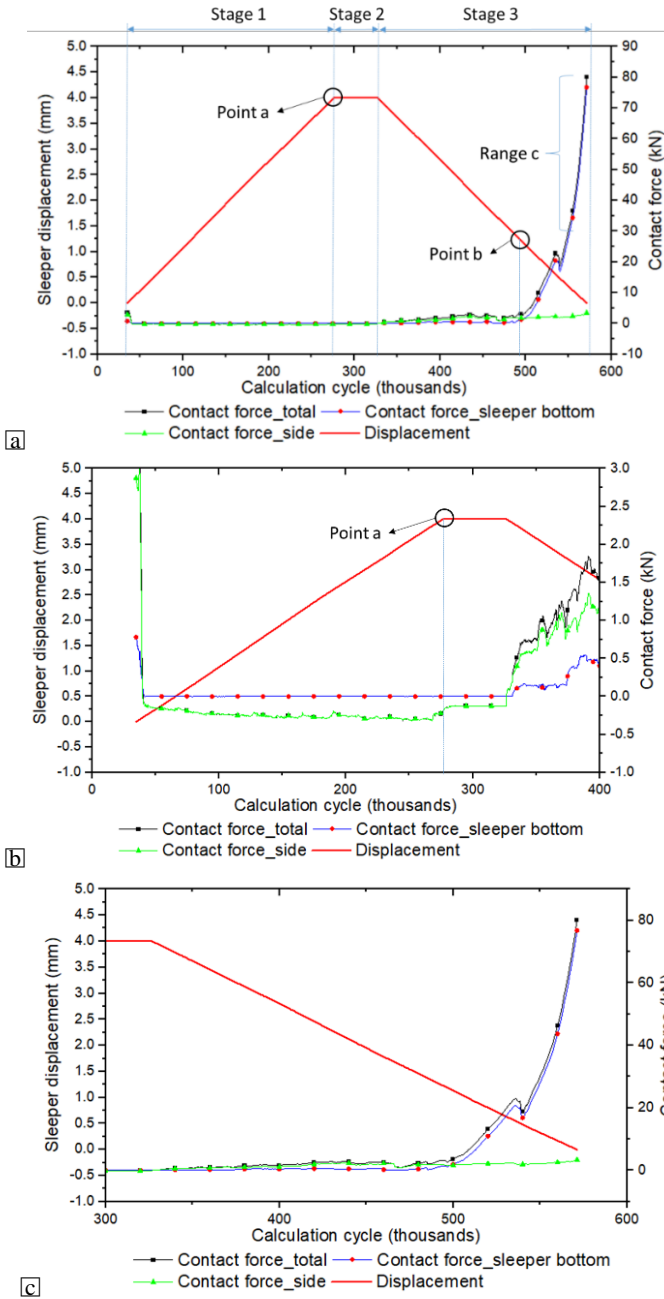 Stage 1 Stage 2 Stage 3
5.0 4.5 4.0 3.5 3.0 2.5 2.0 1.5 1.0 0.5 0.0 -0.5 -1.0
Sleeper displacement (mm)
Point a
Range c
Point b
90 80 70 60 50 40 30 20 10 0 -10
Contact force (kN)
0 100 200 300 400 500 600
Calculation cycle (thousands)
Contact force_total Contact force_sleeper bottom
Contact force_side Displacement
a
5.0 4.5 4.0 3.5 3.0 2.5 2.0 1.5 1.0 0.5 0.0 -0.5 -1.0
Sleeper displacement (mm)
Point a
3.0 2.5 2.0 1.5 1.0 0.5 0.0 -0.5 -1.0
Contact force (kN)
0 100 200 300 400
Calculation cycle (thousands)
Contact force_total Contact force_sleeper bottom
Contact force_side Displacement
b
5.0 4.5 4.0 3.5 3.0 2.5 2.0 1.5 1.0 0.5 0.0 -0.5 -1.0
Sleeper displacement (mm)
80 60 40 20 0
Contact force (kN)
300 400 500 600
Calculation cycle (thousands)
Contact force_total Contact force_sleeper bottom
Contact force_side Displacement
c